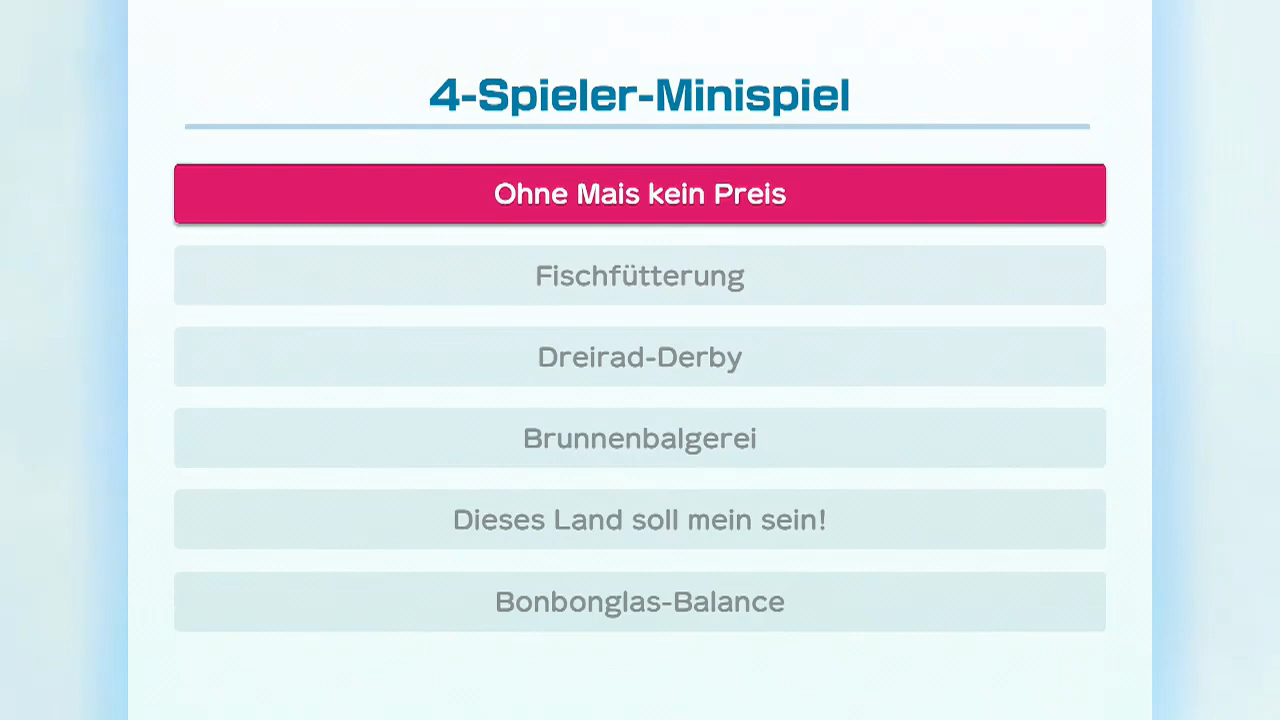 4-Spieler-Minispiel
Ohne Mais kein Preis
Fischfütterung
Dreirad-Derby
Brunnenbalgerei
Dieses Land soll mein sein!
Bonbonglas-Balance